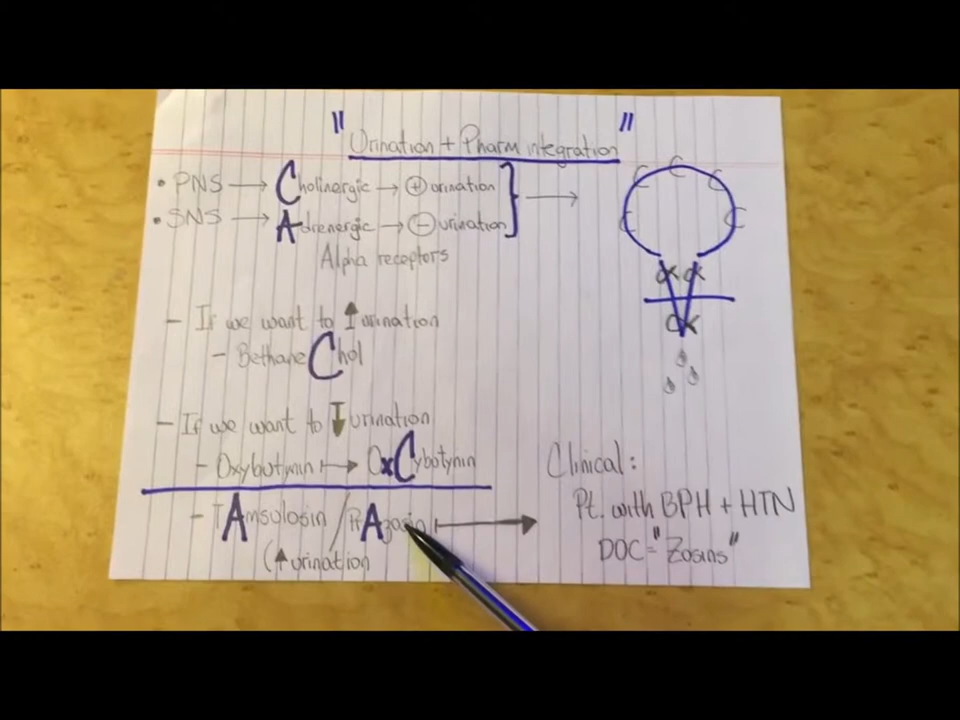 "Urination + Pharm integration"
• PNS → Cholinergic → ⊕ urination
• SNS → Adrenergic → ⊖ urination
Alpha receptors
C C C C C
α α
α
- If we want to ↑ urination
- BethaneChol
- If we want to ↓ urination
- Oxybutynin → OxCybotynin
- TAmsulosin / PrAzosin →
(↑ urination
Clinical:
Pt. with BPH + HTN
DOC = "Zosins"